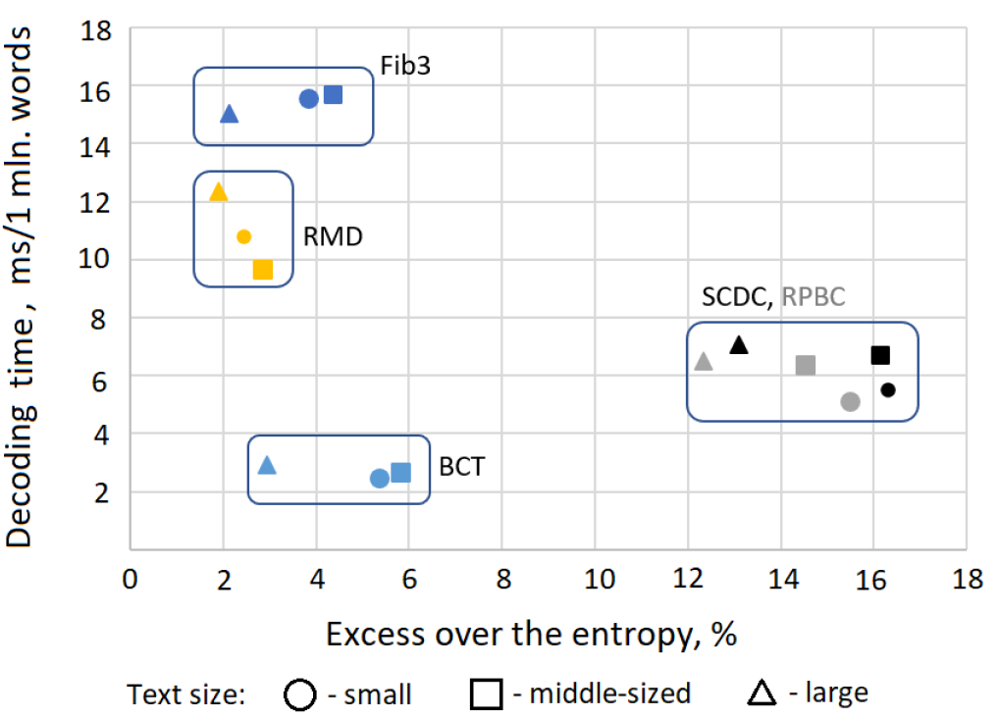 Decoding time, ms/1 mln. words
18
16
14
12
10
8
6
4
2
Fib3
RMD
SCDC, RPBC
BCT
0 2 4 6 8 10 12 14 16 18
Excess over the entropy, %
Text size: - small - middle-sized - large